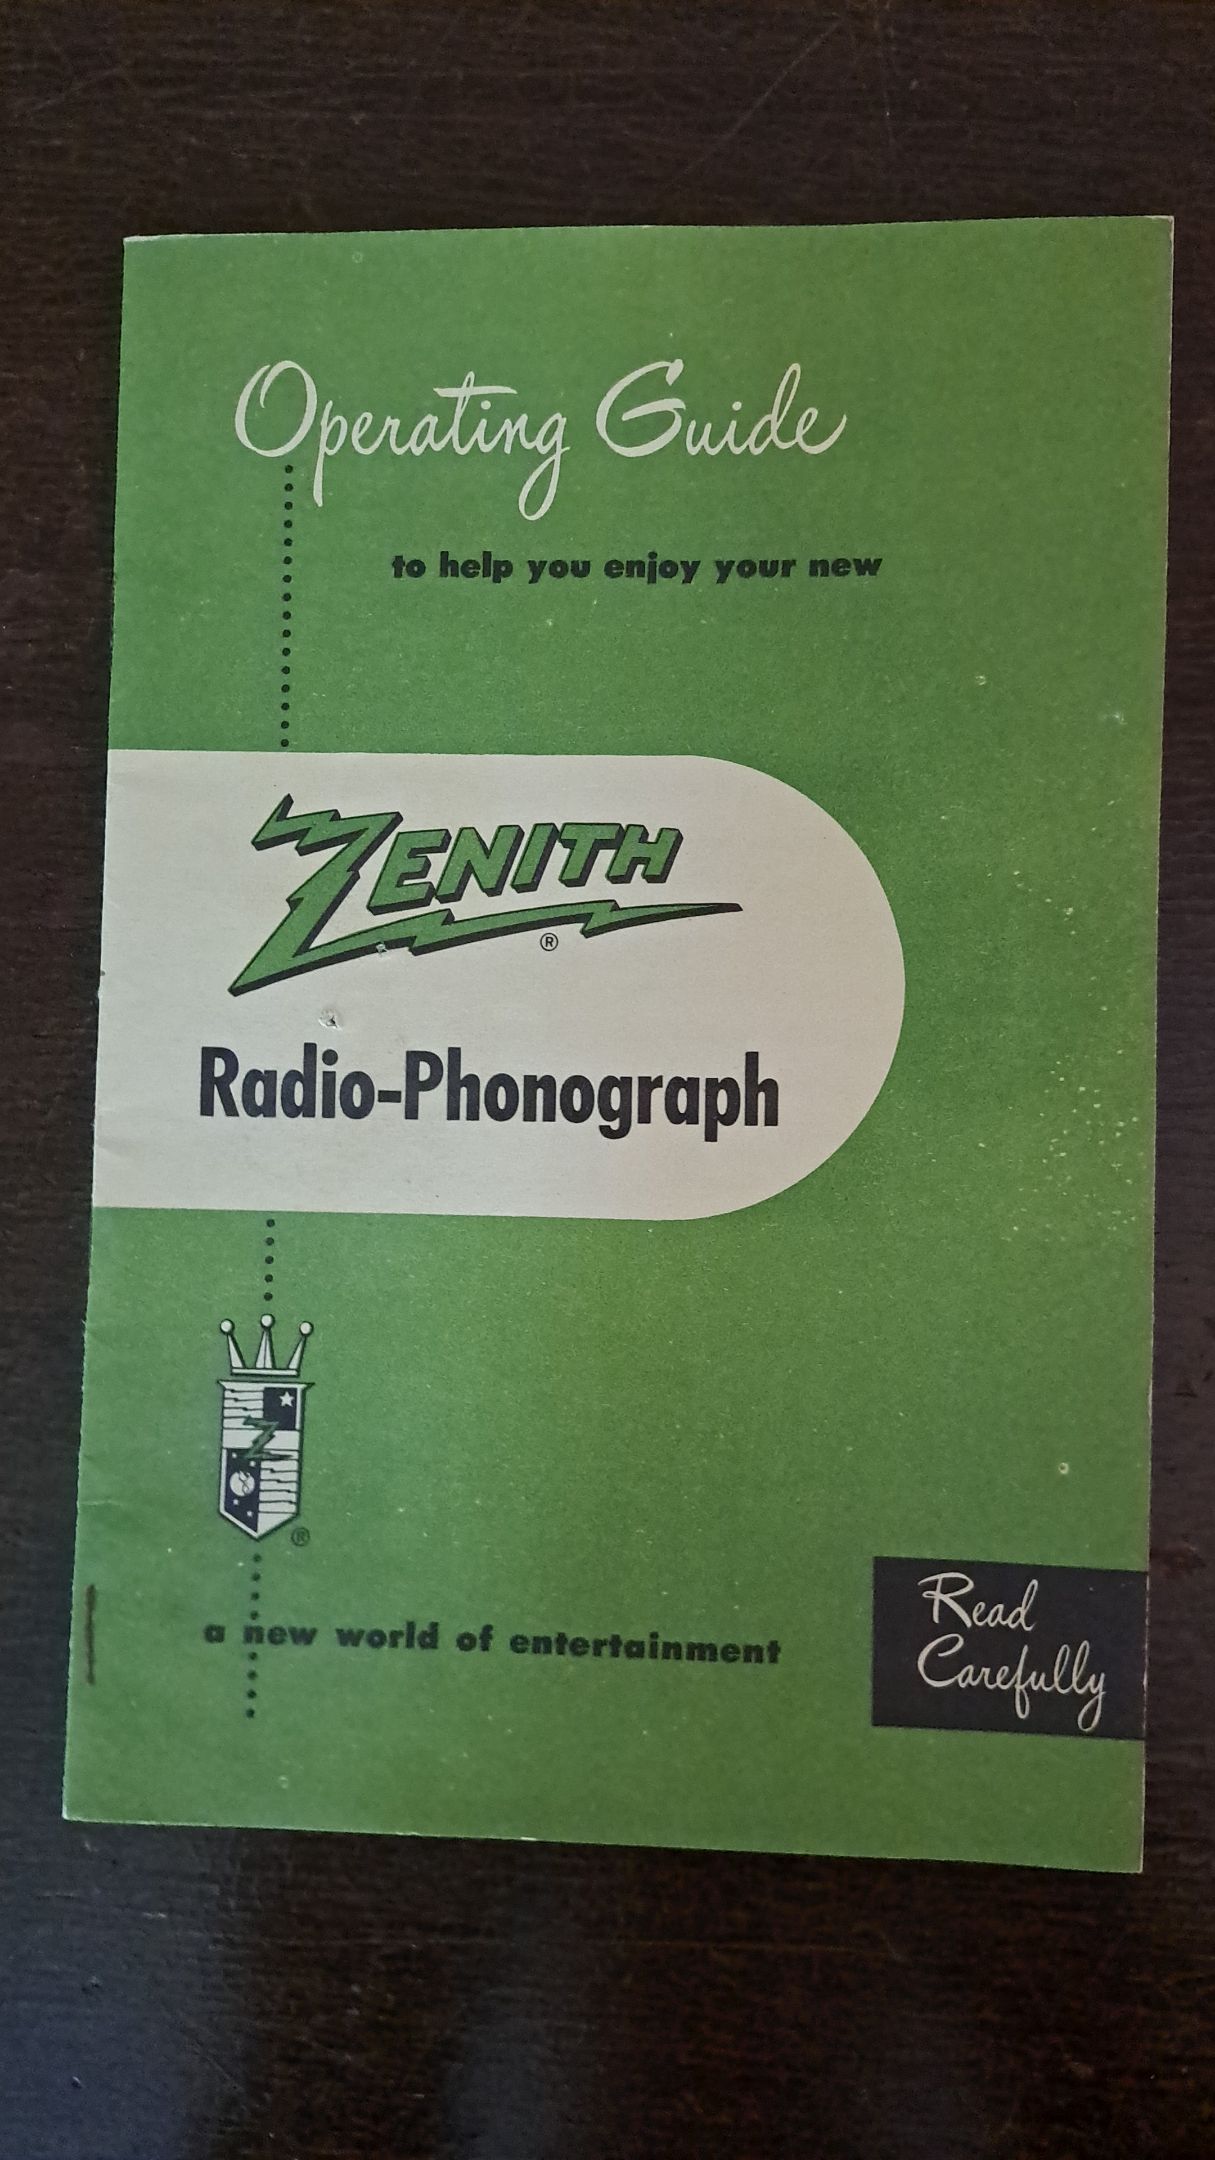 Operating Guide
to help you enjoy your new
ZENITH
®
Radio-Phonograph
Z
®
a new world of entertainment
Read
Carefully